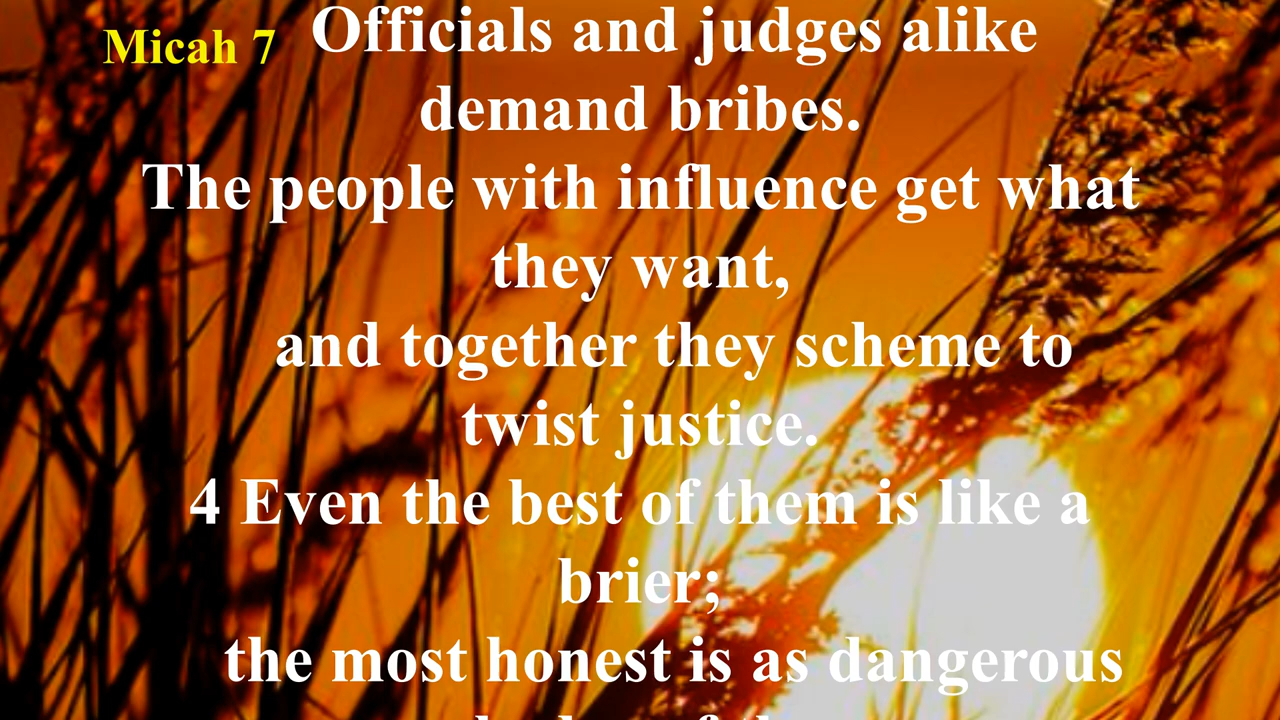 Micah 7
Officials and judges alike
demand bribes.
The people with influence get what
they want,
and together they scheme to
twist justice.
4 Even the best of them is like a
brier;
the most honest is as dangerous